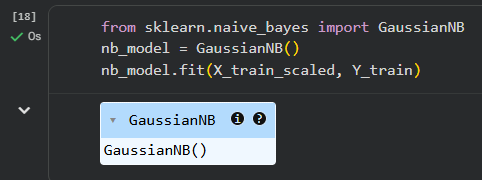 [18]
0s
from sklearn.naive_bayes import GaussianNB
nb_model = GaussianNB()
nb_model.fit(X_train_scaled, Y_train)
GaussianNB i ?
GaussianNB()